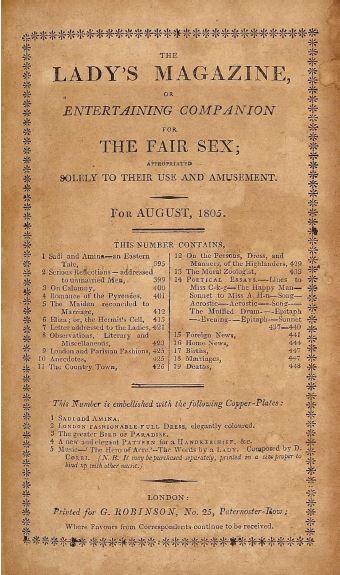 THE
LADY'S MAGAZINE,
OR
ENTERTAINING COMPANION
FOR
THE FAIR SEX;
APPROPRIATED
SOLELY TO THEIR USE AND AMUSEMENT.
FOR AUGUST, 1805.
THIS NUMBER CONTAINS,
1 Sadi and Amina—an Eastern
Tale, 395
2 Serious Reflections — addressed
to unmarried Men, 399
3 On Calumny, 400
4 Romance of the Pyrenées, 401
5 The Maiden reconciled to
Marriage, 412
6 Eliza; or, the Hermit's Cell, 415
7 Letter addressed to the Ladies, 421
8 Observations, Literary and
Miscellaneous, 423
9 London and Parisian Fashions, 425
10 Anecdotes, 425
11 The Country Town, 426
12 On the Persons, Dress, and
Manners, of the Highlanders, 429
13 The Moral Zoologist, 433
14 POETICAL ESSAYS.—Lines to
Miss C-k-g—The Happy Man—
Sonnet to Miss A. H-n—Song—
Acrostic—Acrostic—Song—
The Muffled Drum—Epitaph
—Evening—Epitaph—Sonnet
437—440
15 Foreign News, 441
16 Home News, 444
17 Births, 447
18 Marriages, 447
19 Deaths, 448
This Number is embellished with the following Copper-Plates:
1 SADI and AMINA.
2 LONDON FASHIONABLE FULL DRESS, elegantly coloured.
3 The greater BIRD of PARADISE.
4 A new and elegant PATTERN for a HANDKERCHIEF, &c.
5 Music—'The Hero of Acre.'—The Words by a LADY: Composed by D.
CORRI. [N. B. It may be purchased separately, printed in a size proper to
bind up with other music.]
LONDON:
Printed for G. ROBINSON, No. 25, Paternoster-Row;
Where Favours from Correspondents continue to be received.